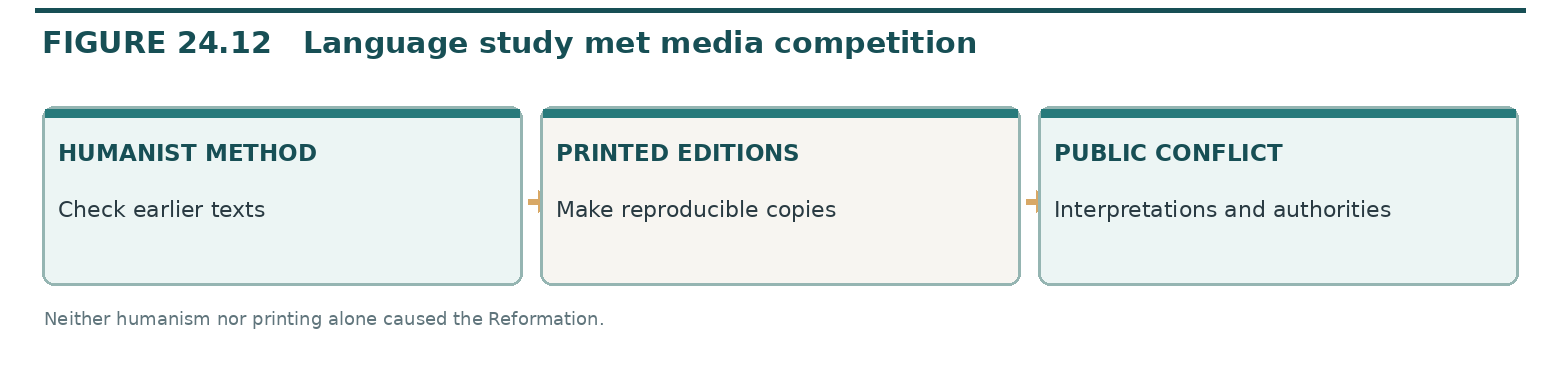 FIGURE 24.12 Language study met media competition
HUMANIST METHOD
Check earlier texts
PRINTED EDITIONS
Make reproducible copies
PUBLIC CONFLICT
Interpretations and authorities
Neither humanism nor printing alone caused the Reformation.